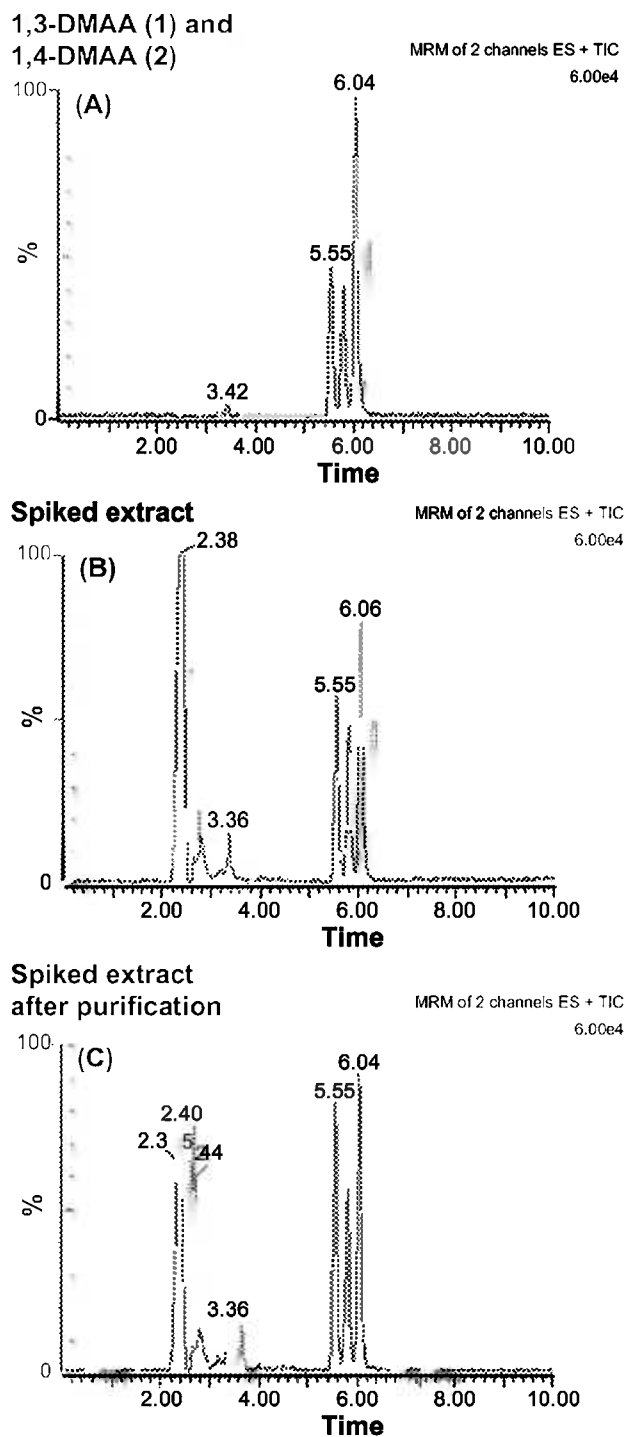 1,3-DMAA (1) and
1,4-DMAA (2)
MRM of 2 channels ES + TIC
6.00e4
100
(A)
6.04
%
5.55
3.42
0
2.00 4.00 6.00 8.00 10.00
Time
Spiked extract
MRM of 2 channels ES + TIC
6.00e4
100
(B)
2.38
6.06
5.55
%
3.36
0
2.00 4.00 6.00 8.00 10.00
Time
Spiked extract
after purification
MRM of 2 channels ES + TIC
6.00e4
100
(C)
6.04
5.55
2.40
2.3 5
.44
%
3.36
0
2.00 4.00 6.00 8.00 10.00
Time